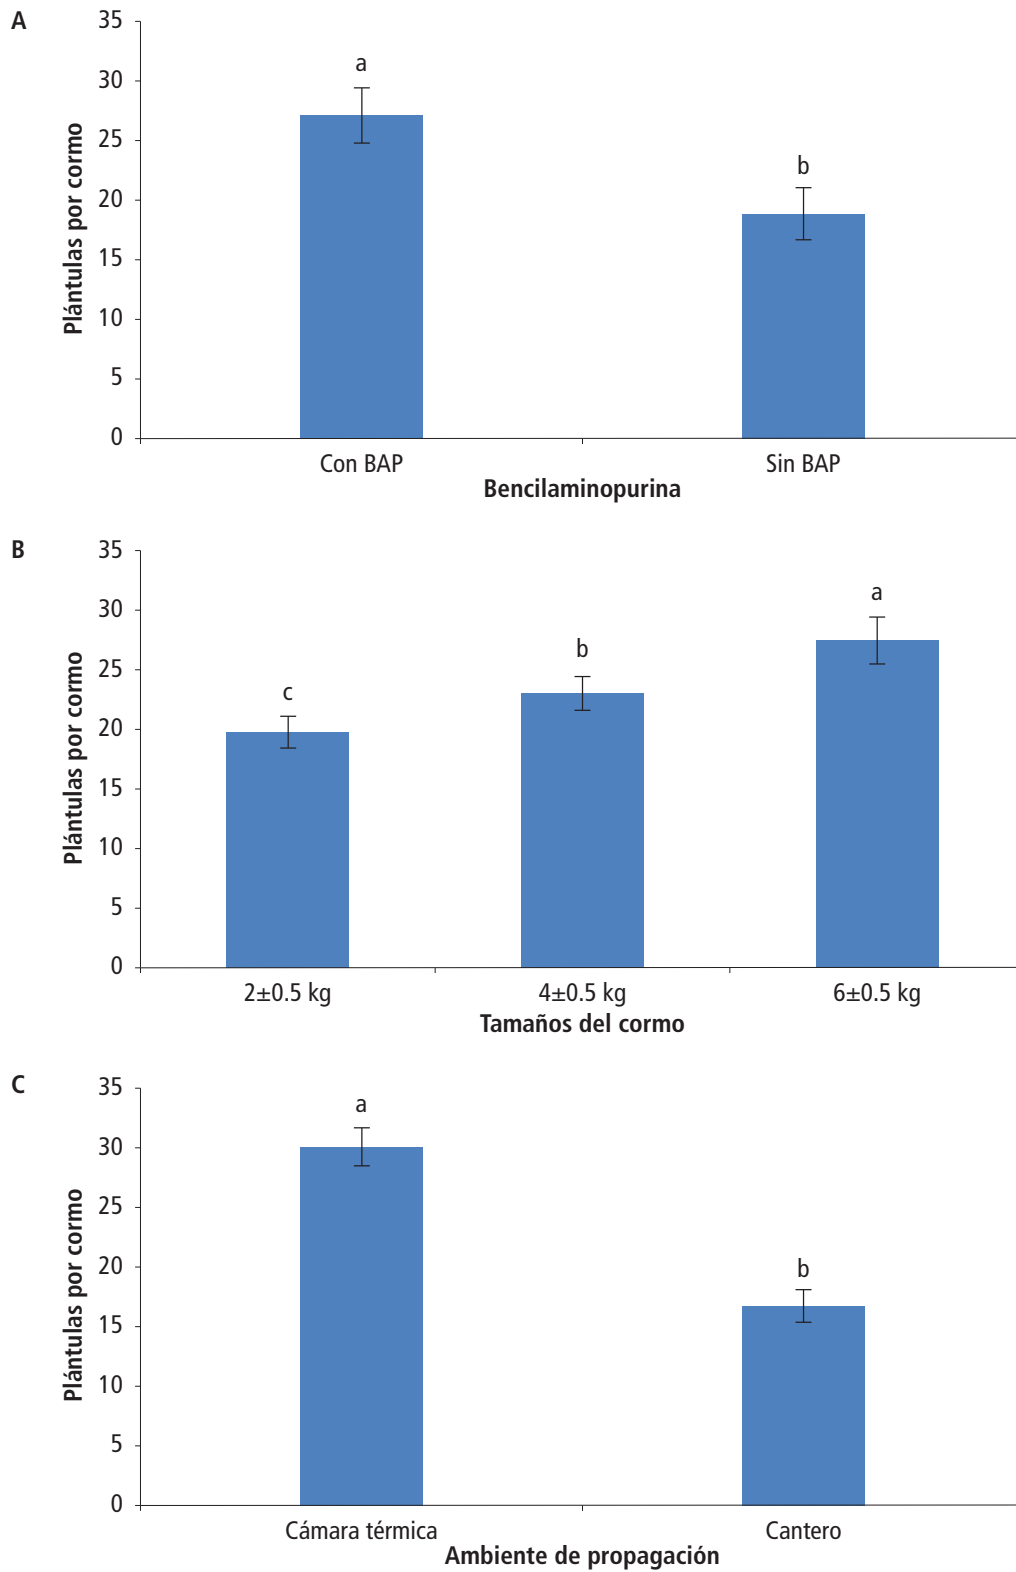 A
35
30
25
20
15
10
5
0
Plántulas por cormo
a
b
Con BAP
Sin BAP
Bencilaminopurina
B
35
30
25
20
15
10
5
0
Plántulas por cormo
c
b
a
2±0.5 kg
4±0.5 kg
6±0.5 kg
Tamaños del cormo
C
35
30
25
20
15
10
5
0
Plántulas por cormo
a
b
Cámara térmica
Cantero
Ambiente de propagación